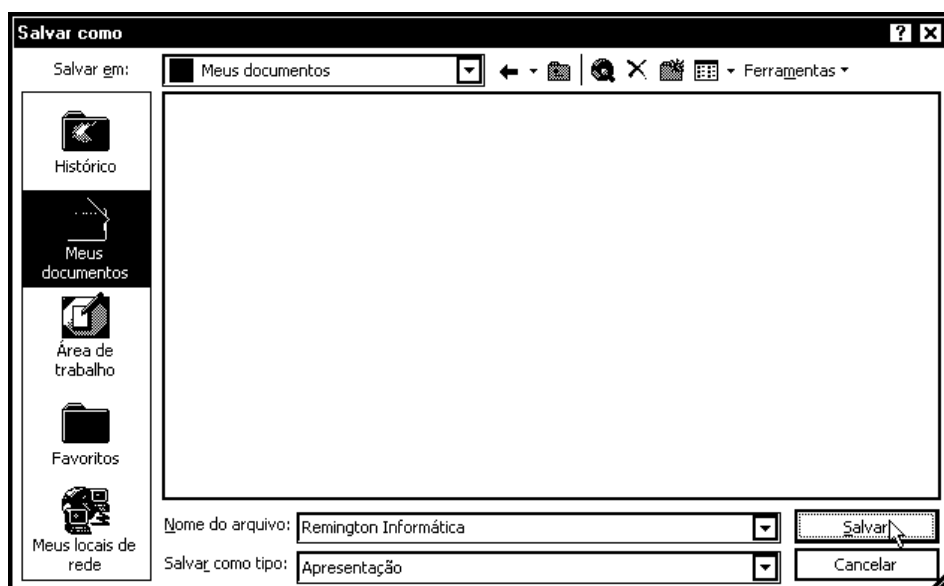 Salvar como
Salvar em:
Meus documentos
Ferramentas
Histórico
Meus
documentos
Área de
trabalho
Favoritos
Meus locais de
rede
Nome do arquivo:
Remington Informática
Salvar
Salvar como tipo:
Apresentação
Cancelar